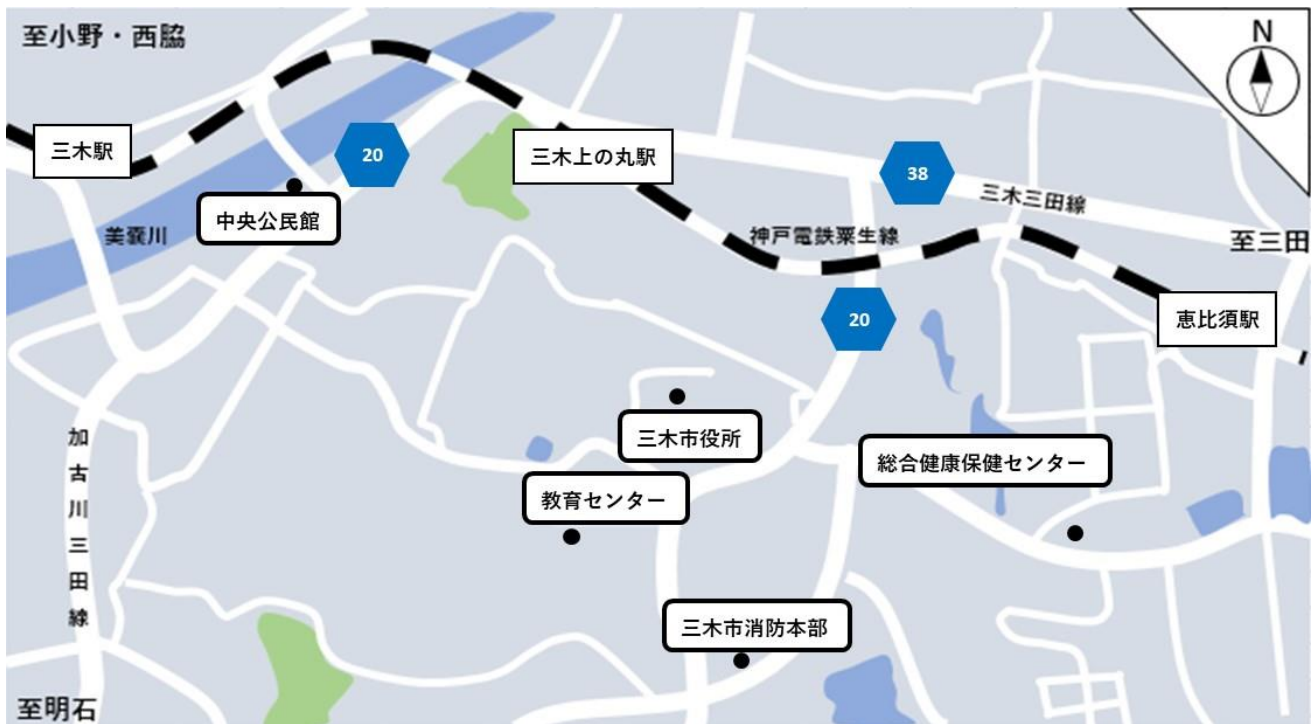 至小野・西脇
N
三木駅
20
三木上の丸駅
38
中央公民館
三木三田線
美嚢川
神戸電鉄粟生線
至三田
20
恵比須駅
三木市役所
加古川三田線
総合健康保健センター
教育センター
三木市消防本部
至明石